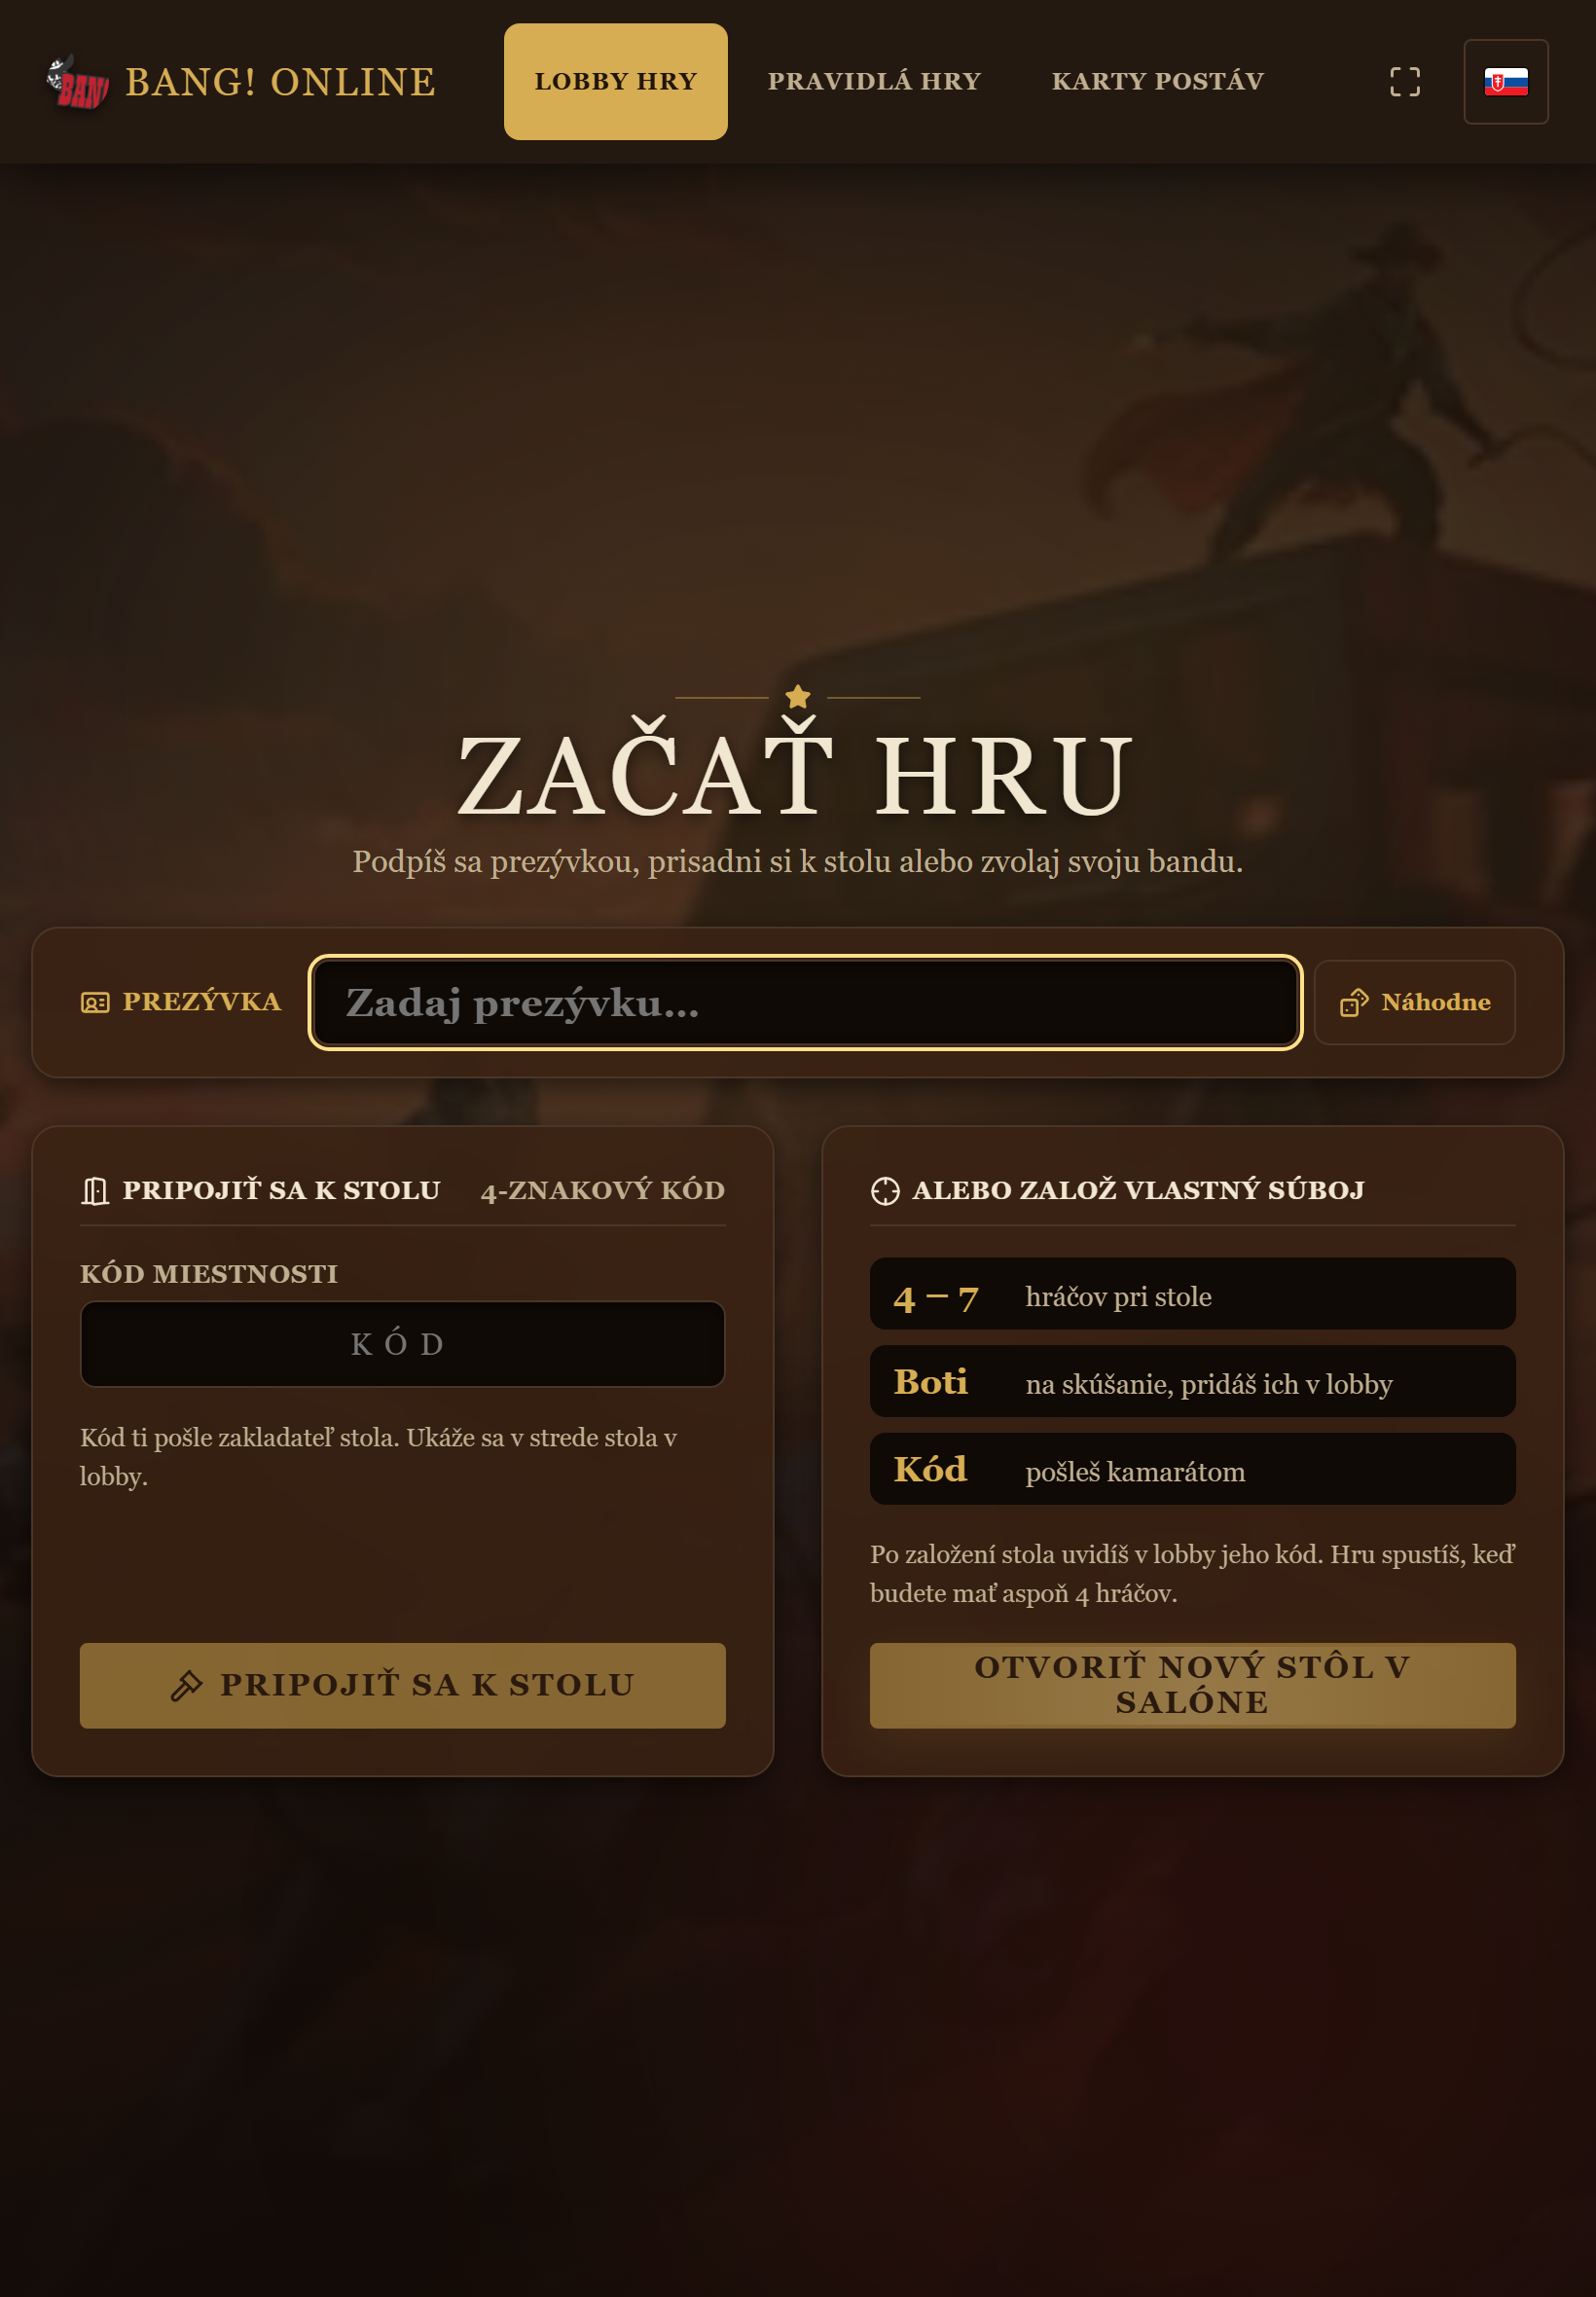 BANG! ONLINE
LOBBY HRY
PRAVIDLÁ HRY
KARTY POSTÁV
ZAČAŤ HRU
Podpíš sa prezývkou, prisadni si k stolu alebo zvolaj svoju bandu.
PREZÝVKA
Zadaj prezývku...
Náhodne
PRIPOJIŤ SA K STOLU
4-ZNAKOVÝ KÓD
KÓD MIESTNOSTI
KÓD
Kód ti pošle zakladateľ stola. Ukáže sa v strede stola v
lobby.
PRIPOJIŤ SA K STOLU
ALEBO ZALOŽ VLASTNÝ SÚBOJ
4 – 7 hráčov pri stole
Boti na skúšanie, pridáš ich v lobby
Kód pošleš kamarátom
Po založení stola uvidíš v lobby jeho kód. Hru spustíš, keď
budete mať aspoň 4 hráčov.
OTVORIŤ NOVÝ STÔL V
SALÓNE